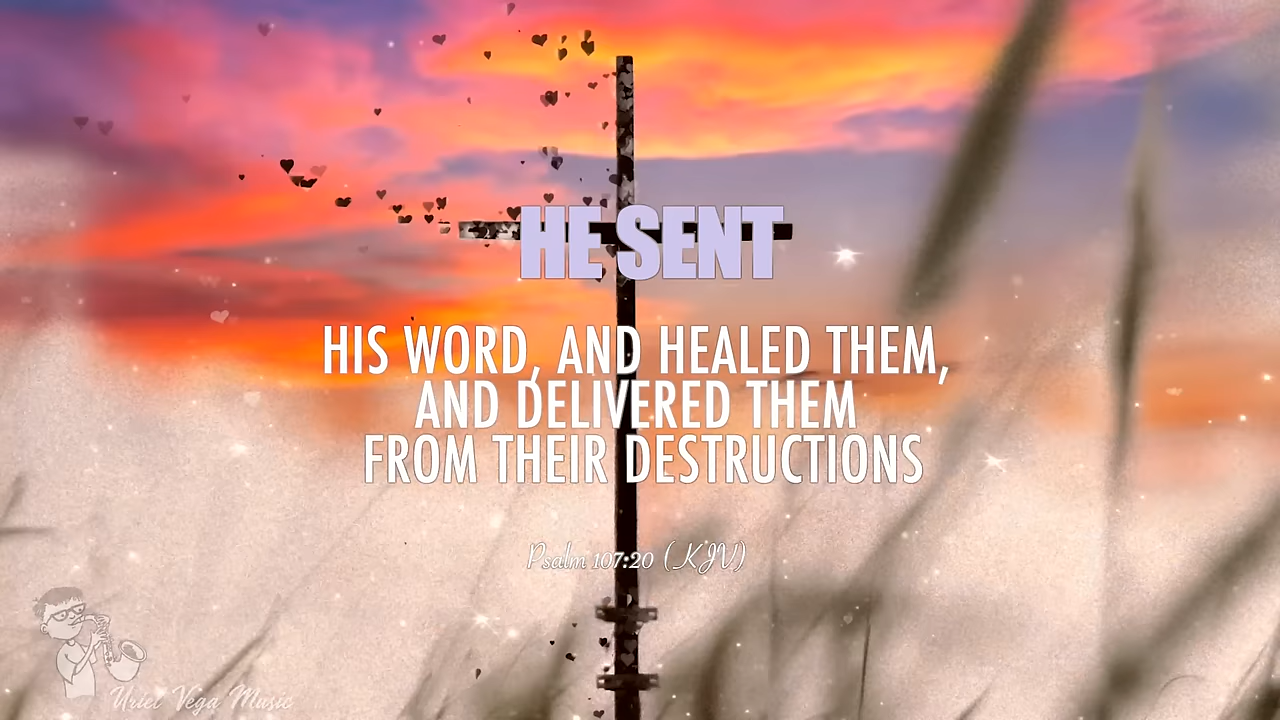 HE SENT
HIS WORD, AND HEALED THEM,
AND DELIVERED THEM
FROM THEIR DESTRUCTIONS
Psalm 107:20 (KJV)
Uriel Vega Music